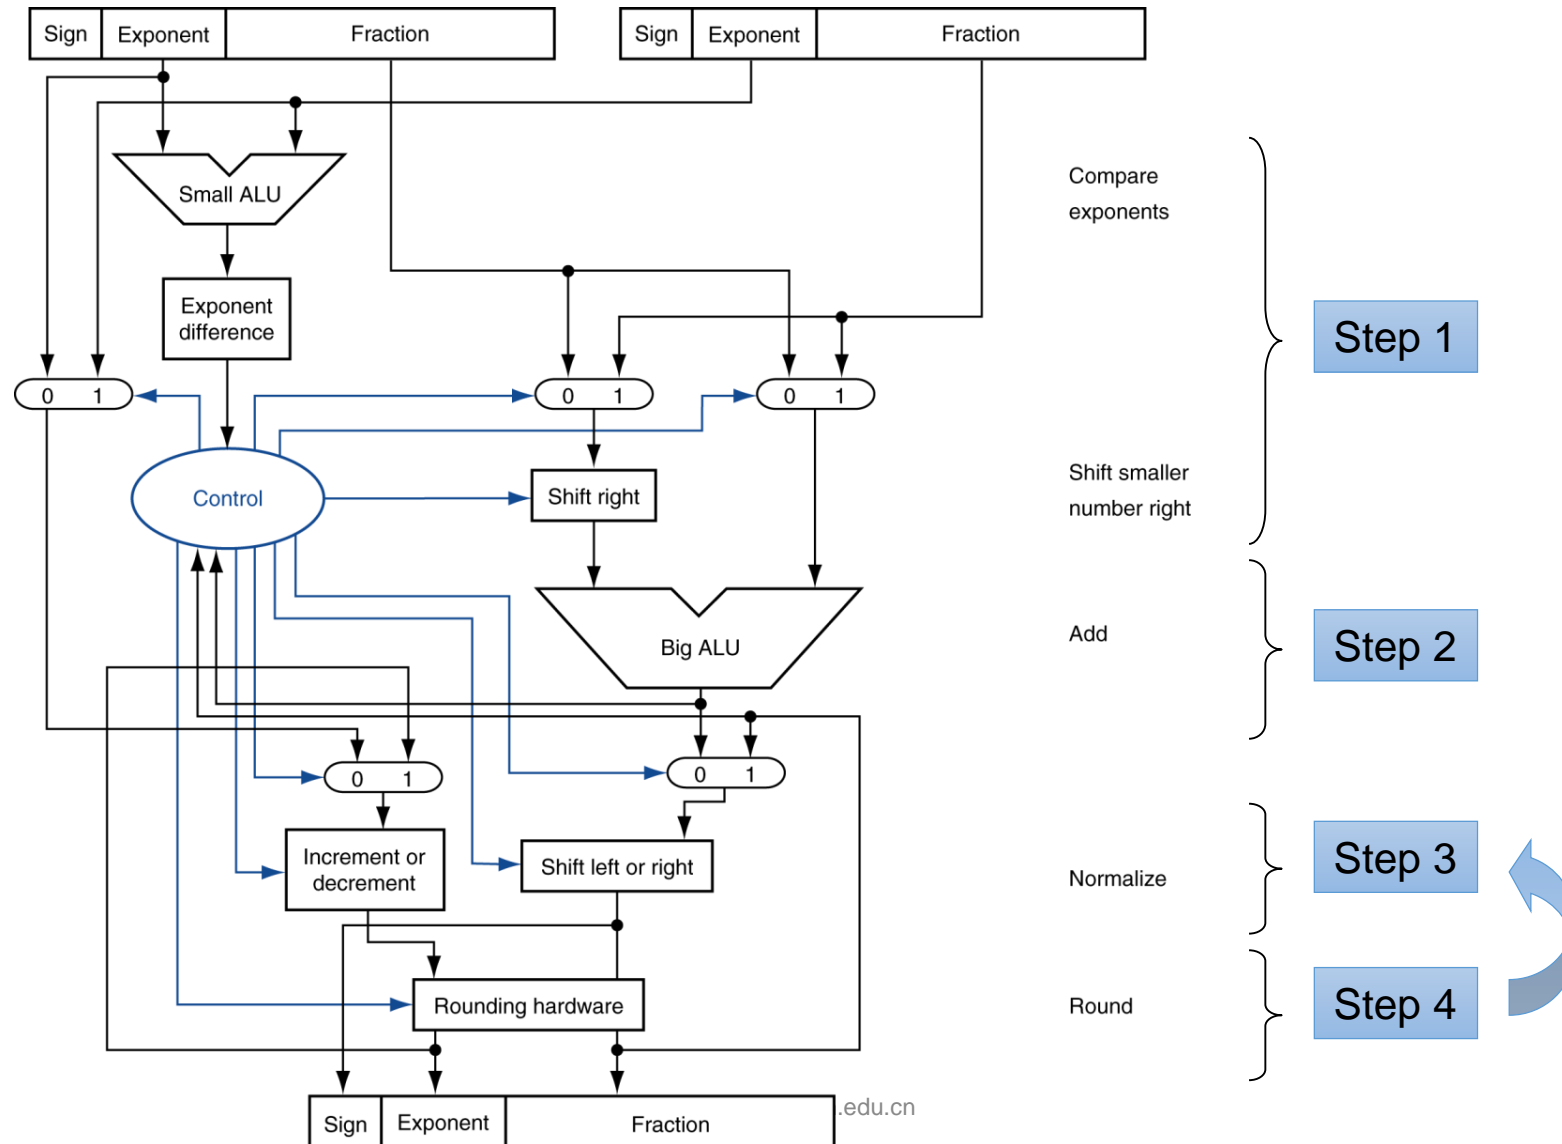 Sign Exponent Fraction
Sign Exponent Fraction
Small ALU
Compare
exponents
Exponent
difference
Step 1
0 1
0 1
0 1
Control
Shift right
Shift smaller
number right
Big ALU
Add
Step 2
0 1
0 1
Increment or
decrement
Shift left or right
Normalize
Step 3
Rounding hardware
Round
Step 4
.edu.cn
Sign Exponent Fraction